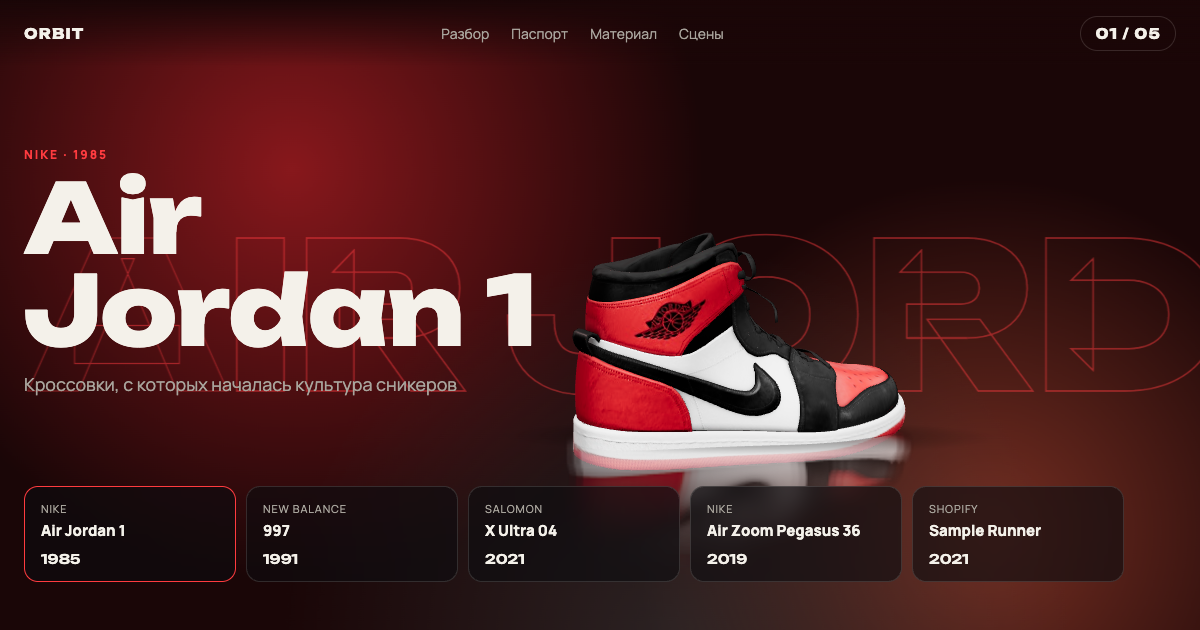 ORBIT
Разбор Паспорт Материал Сцены
01 / 05
NIKE · 1985
Air
Jordan 1
AIR JORD
Кроссовки, с которых началась культура сникеров
NIKE
Air Jordan 1
1985
NEW BALANCE
997
1991
SALOMON
X Ultra 04
2021
NIKE
Air Zoom Pegasus 36
2019
SHOPIFY
Sample Runner
2021